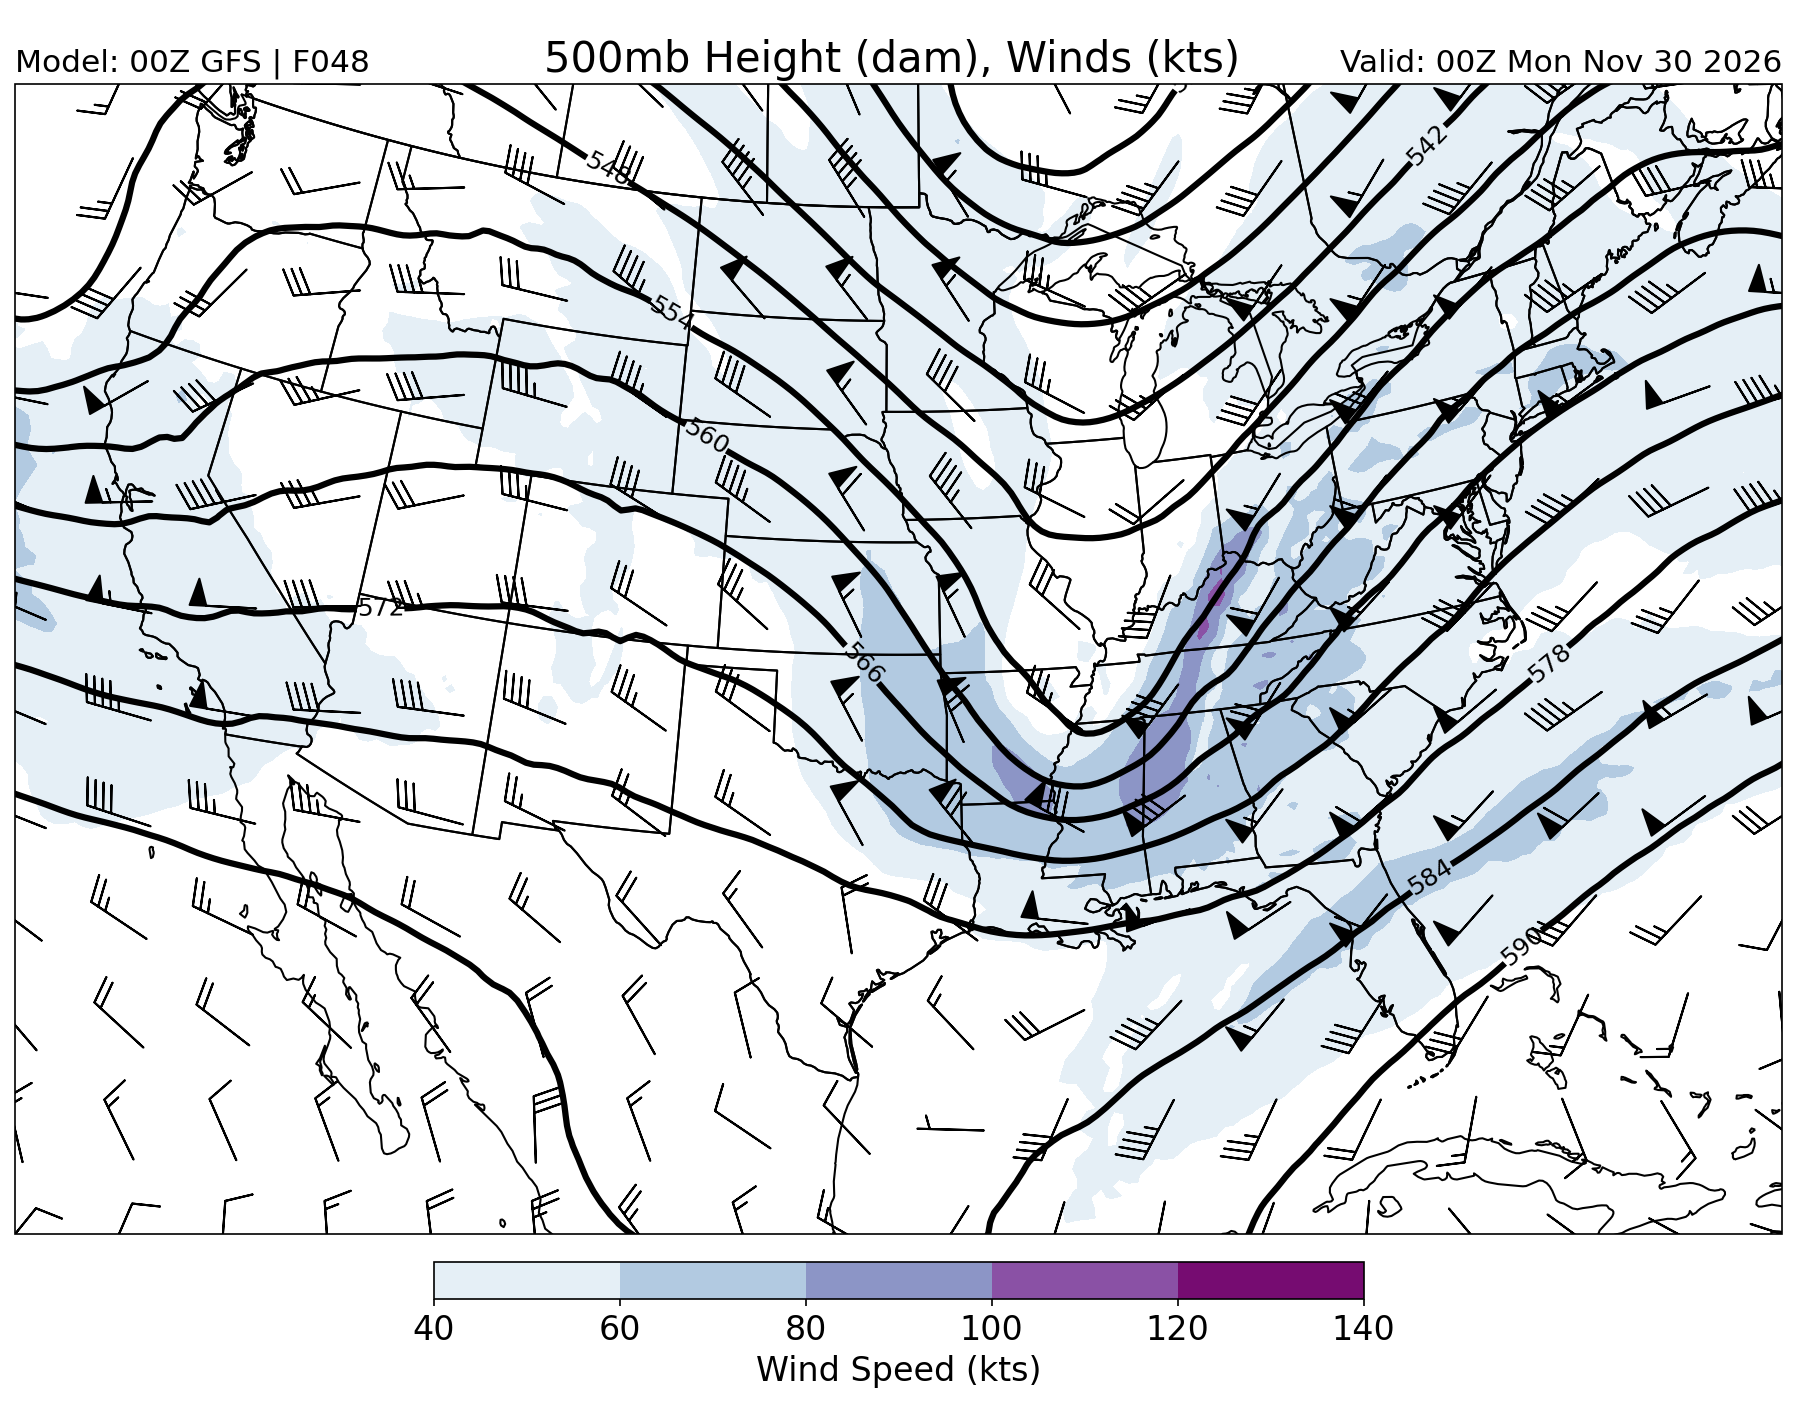 Model: 00Z GFS | F048
500mb Height (dam), Winds (kts)
Valid: 00Z Mon Nov 30 2026
542
548
554
560
566
572
578
584
590
40 60 80 100 120 140
Wind Speed (kts)